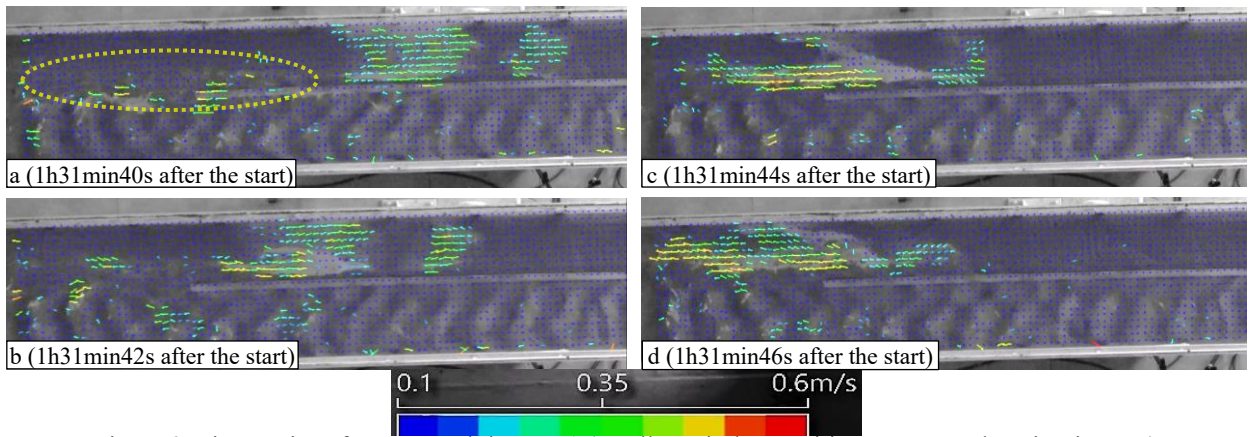 a (1h31min40s after the start)
c (1h31min44s after the start)
b (1h31min42s after the start)
d (1h31min46s after the start)
0.1 0.35 0.6m/s